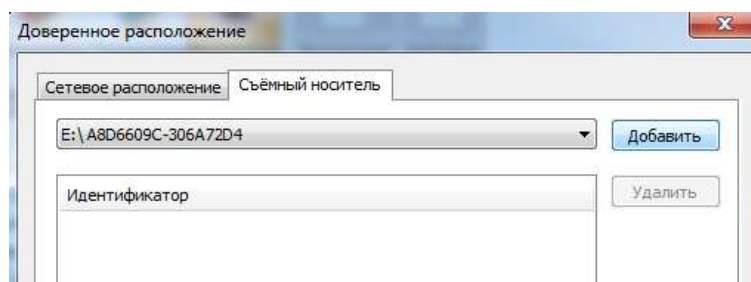 Доверенное расположение
Сетевое расположение Съёмный носитель
E:\ A8D6609C-306A72D4 Добавить
Идентификатор Удалить